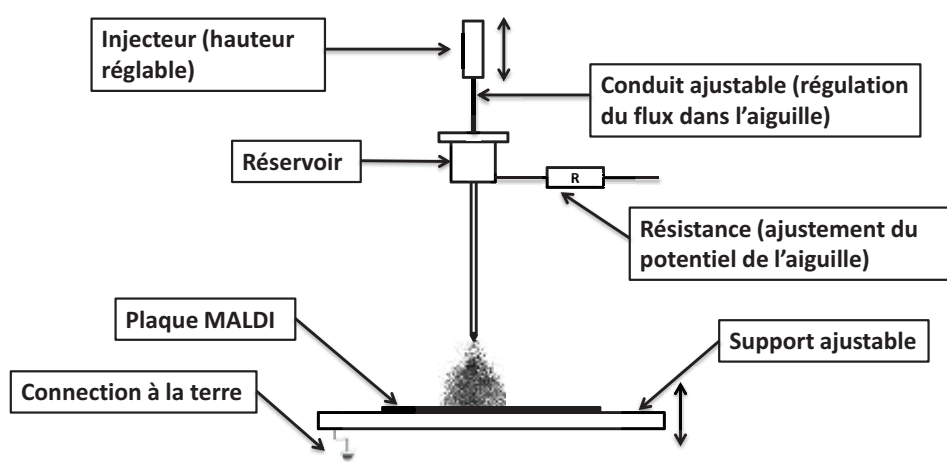 Injecteur (hauteur
réglable)
Conduit ajustable (régulation
du flux dans l’aiguille)
Réservoir
R
Résistance (ajustement du
potentiel de l’aiguille)
Plaque MALDI
Support ajustable
Connection à la terre